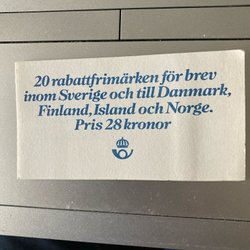 20 rabattfrimärken för brev
inom Sverige och till Danmark,
Finland, Island och Norge.
Pris 28 kronor